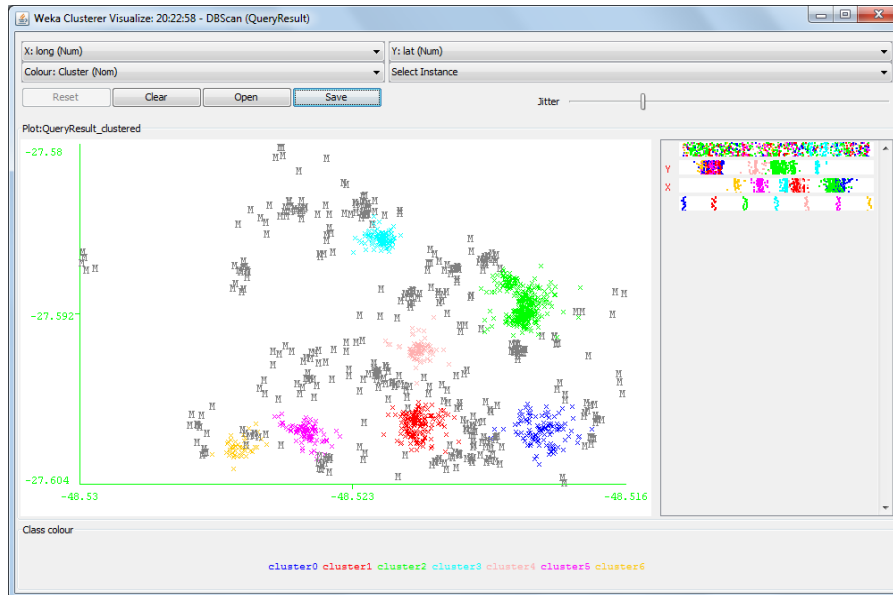 Weka Clusterer Visualize: 20:22:58 - DBScan (QueryResult)
X: long (Num) Y: lat (Num)
Colour: Cluster (Nom) Select Instance
Reset Clear Open Save Jitter
Plot:QueryResult_clustered
-27.58
Y
X
-27.592
-27.604
-48.53 -48.523 -48.516
Class colour
cluster0 cluster1 cluster2 cluster3 cluster4 cluster5 cluster6